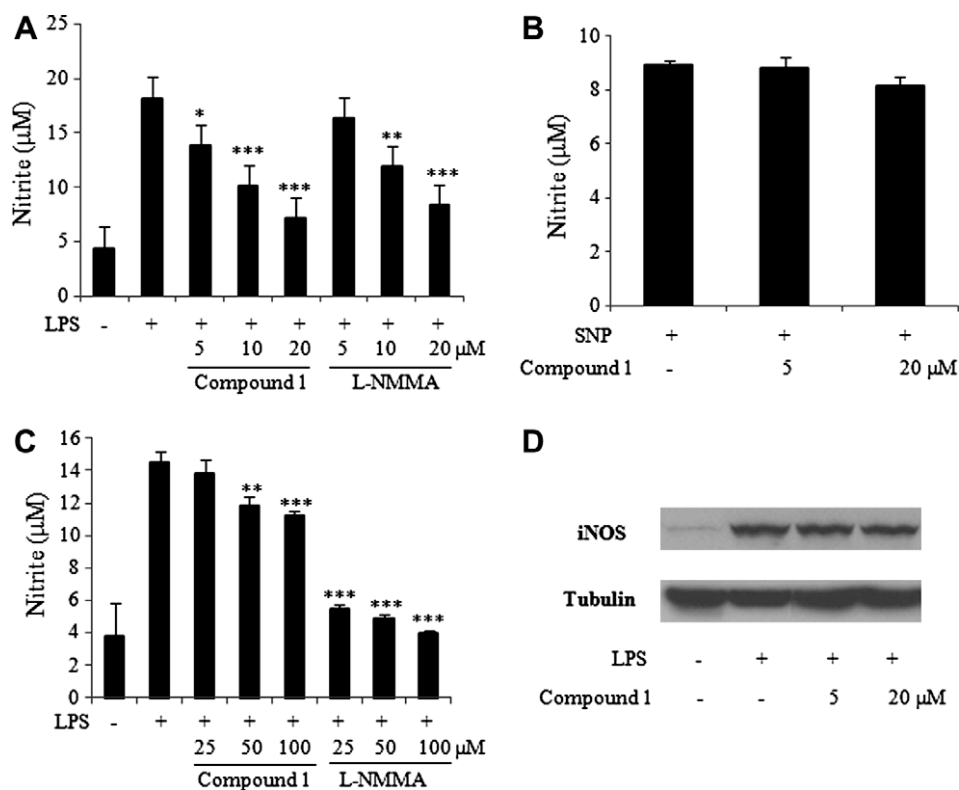 A
Nitrite (μM)
25
20
15
10
5
0
* *** *** ** ***
LPS - + + + + + + +
5 10 20 5 10 20 μM
Compound 1 L-NMMA
B
Nitrite (μM)
10
8
6
4
2
0
SNP + + +
Compound 1 - 5 20 μM
C
Nitrite (μM)
16
14
12
10
8
6
4
2
0
** *** *** *** ***
LPS - + + + + + + +
25 50 100 25 50 100 μM
Compound 1 L-NMMA
D
iNOS
Tubulin
LPS - + + +
Compound 1 - - 5 20 μM